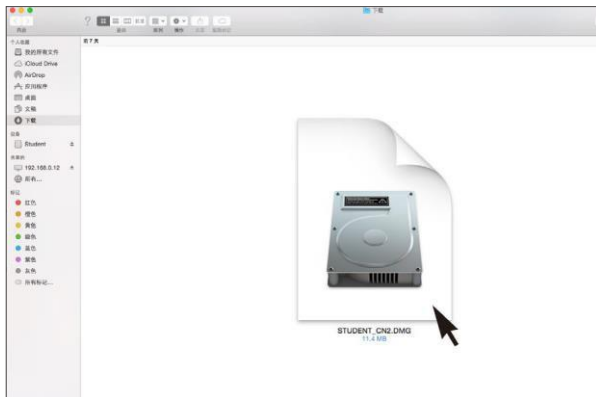 下载
前 7 天
个人收藏
我的所有文件
iCloud Drive
AirDrop
应用程序
桌面
文稿
下载
设备
Student
共享的
192.168.0.12
所有...
标记
红色
橙色
黄色
绿色
蓝色
紫色
灰色
所有标记...
STUDENT_CN2.DMG
11.4 MB